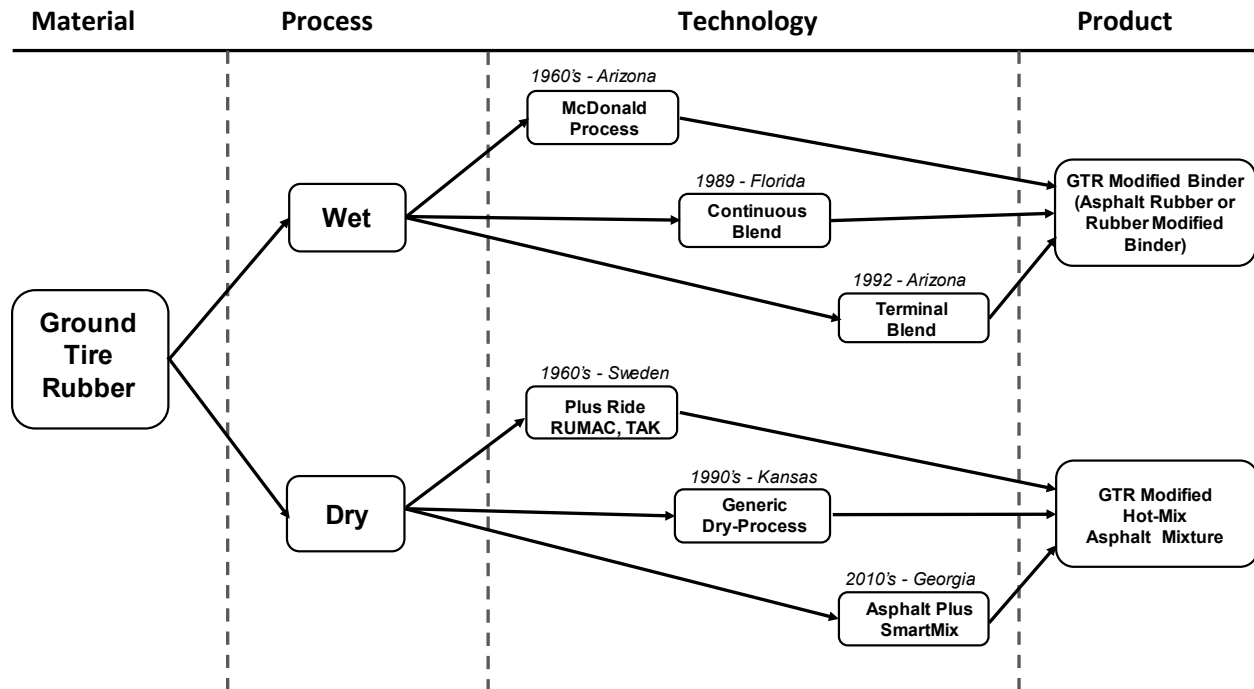 Material Process Technology Product
1960's - Arizona
McDonald
Process
1989 - Florida
Continuous
Blend
1992 - Arizona
Terminal
Blend
Wet
GTR Modified Binder
(Asphalt Rubber or
Rubber Modified
Binder)
Ground
Tire
Rubber
1960's - Sweden
Plus Ride
RUMAC, TAK
1990's - Kansas
Generic
Dry-Process
2010's - Georgia
Asphalt Plus
SmartMix
Dry
GTR Modified
Hot-Mix
Asphalt Mixture